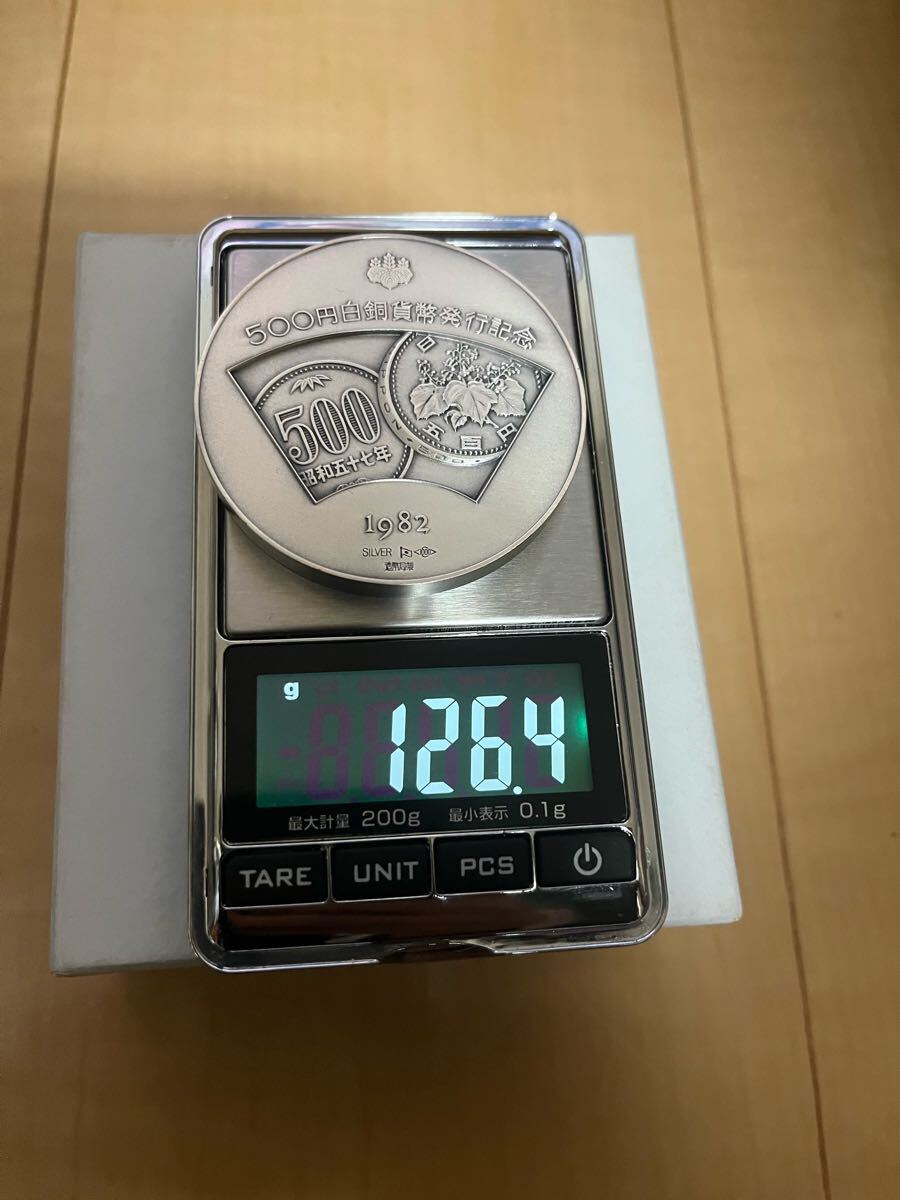 500円白銅貨幣発行記念
500
昭和五十七年
日
五百円
1982
SILVER
造幣局製
g
126.4
最大計量 200g 最小表示 0.1g
TARE UNIT PCS